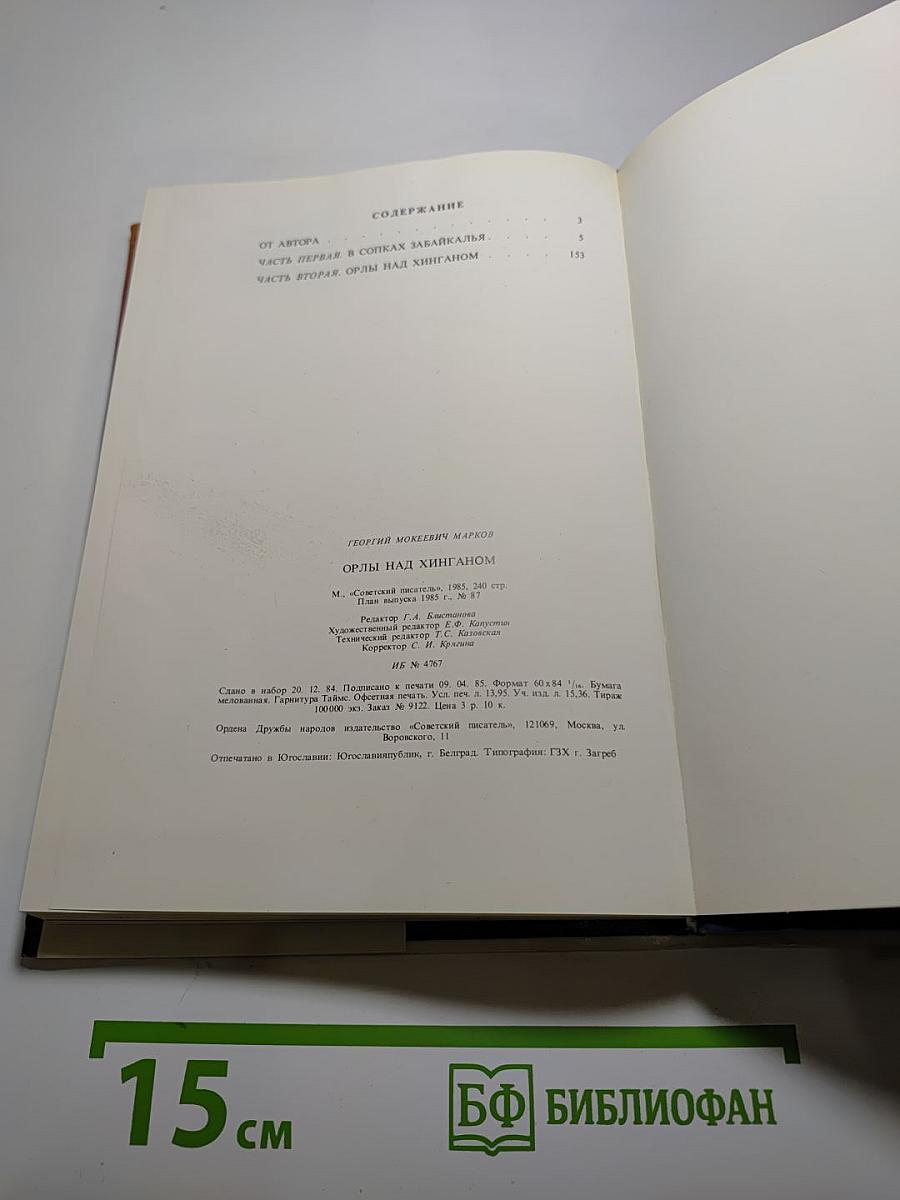 СОДЕРЖАНИЕ
ОТ АВТОРА . . . . . . . . . . . . 3
ЧАСТЬ ПЕРВАЯ. В СОПКАХ ЗАБАЙКАЛЬЯ . . . . 5
ЧАСТЬ ВТОРАЯ. ОРЛЫ НАД ХИНГАНОМ . . . . 153
ГЕОРГИЙ МОКЕЕВИЧ МАРКОВ
ОРЛЫ НАД ХИНГАНОМ
М., «Советский писатель», 1985, 240 стр.
План выпуска 1985 г., № 87
Редактор Г.А. Блистанова
Художественный редактор Е.Ф. Капустин
Технический редактор Т.С. Казовская
Корректор С. И. Крягина
ИБ № 4767
Сдано в набор 20. 12. 84. Подписано к печати 09. 04. 85. Формат 60х84 1/16. Бумага
мелованная. Гарнитура Таймс. Офсетная печать. Усл. печ. л. 13,95. Уч. изд. л. 15,36. Тираж
100000 экз. Заказ № 9122. Цена 3 р. 10 к.
Ордена Дружбы народов издательство «Советский писатель», 121069, Москва, ул.
Воровского, 11
Отпечатано в Югославии: Югославияпублик, г. Белград. Типография: ГЗХ г. Загреб
15 см
БФ БИБЛИОФАН